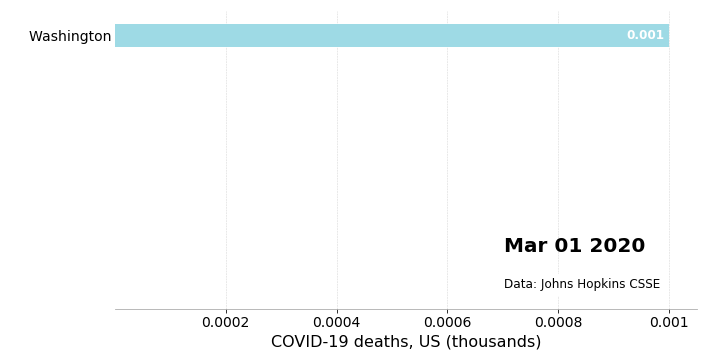 Washington 0.001
Mar 01 2020
Data: Johns Hopkins CSSE
0.0002 0.0004 0.0006 0.0008 0.001
COVID-19 deaths, US (thousands)